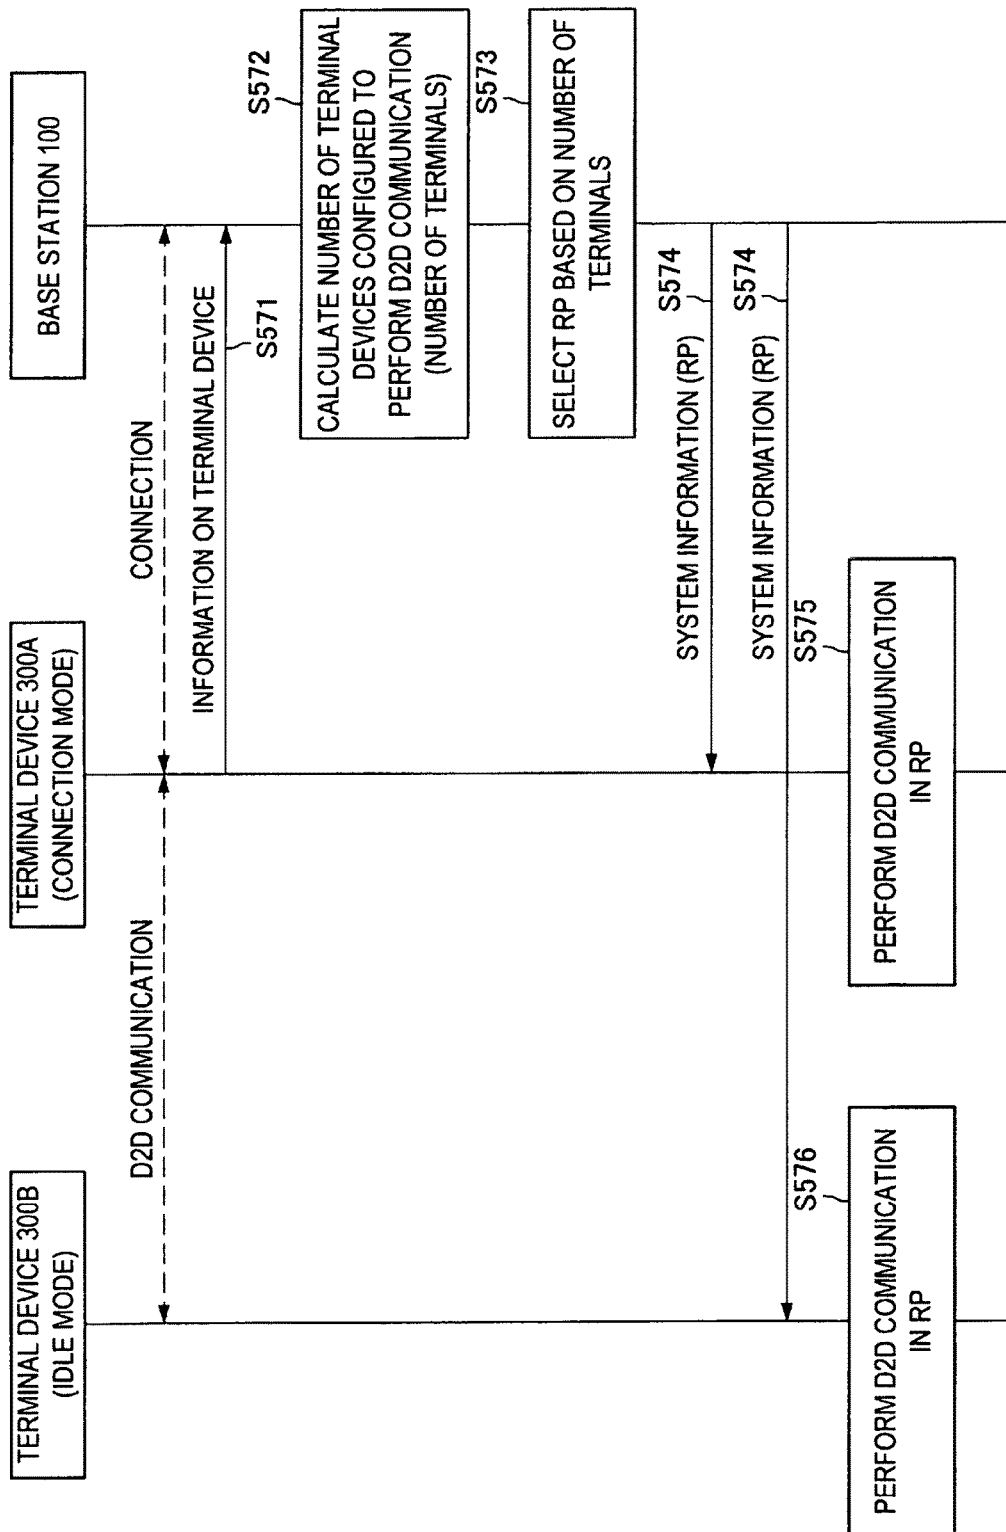 TERMINAL DEVICE 300B
(IDLE MODE)
TERMINAL DEVICE 300A
(CONNECTION MODE)
BASE STATION 100
D2D COMMUNICATION
CONNECTION
INFORMATION ON TERMINAL DEVICE
S571
S572
CALCULATE NUMBER OF TERMINAL
DEVICES CONFIGURED TO
PERFORM D2D COMMUNICATION
(NUMBER OF TERMINALS)
S573
SELECT RP BASED ON NUMBER OF
TERMINALS
SYSTEM INFORMATION (RP)
S574
SYSTEM INFORMATION (RP)
S574
S576
PERFORM D2D COMMUNICATION
IN RP
S575
PERFORM D2D COMMUNICATION
IN RP